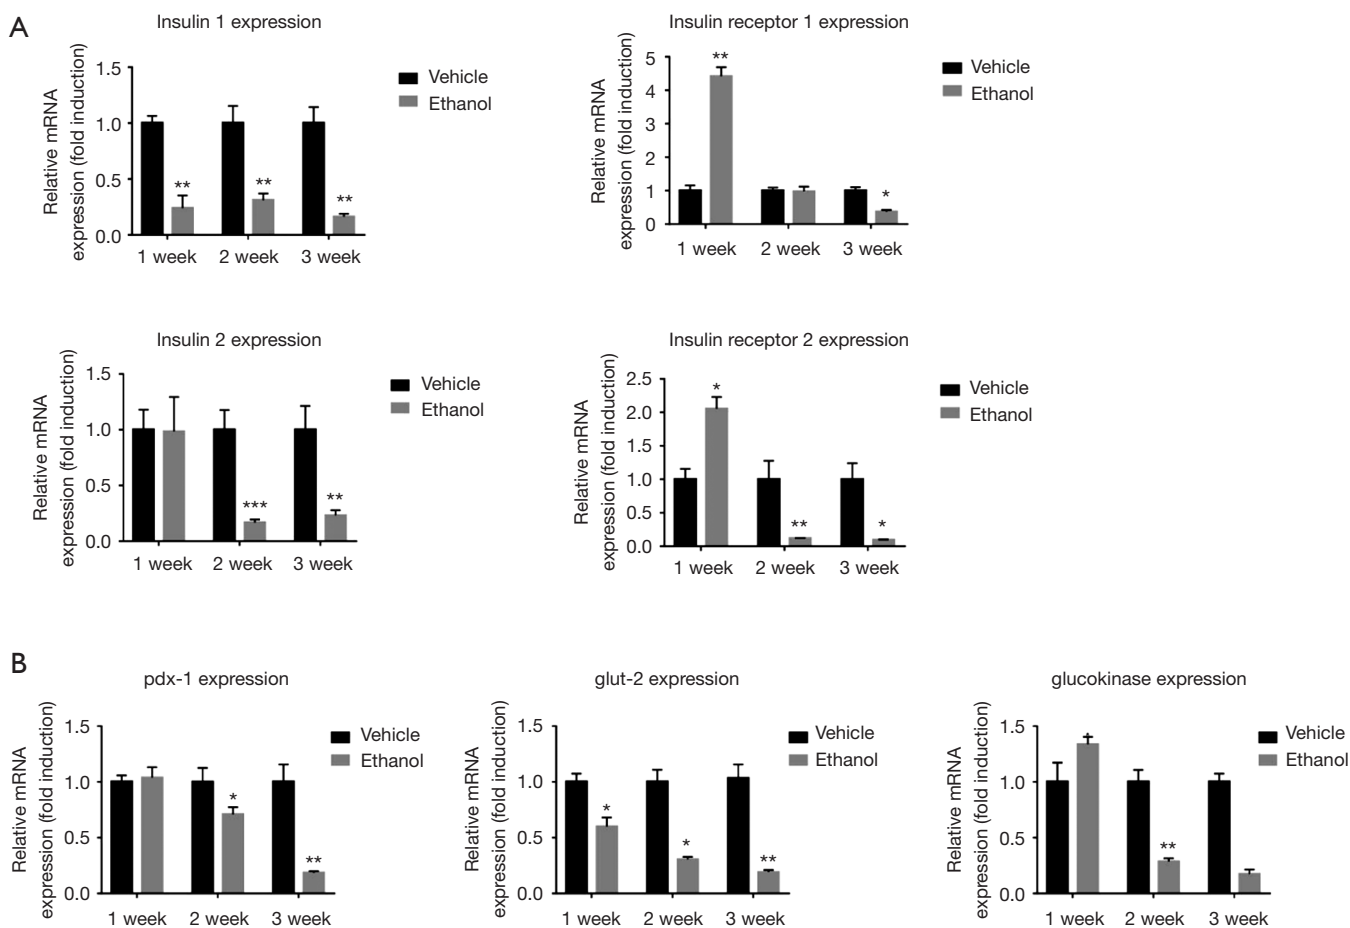 A
Insulin 1 expression
Relative mRNA
expression (fold induction)
1.5
1.0
0.5
0.0
**
**
**
1 week 2 week 3 week
Vehicle
Ethanol
Insulin receptor 1 expression
Relative mRNA
expression (fold induction)
5
4
3
2
1
0
**
*
1 week 2 week 3 week
Vehicle
Ethanol
Insulin 2 expression
Relative mRNA
expression (fold induction)
1.5
1.0
0.5
0.0
***
**
1 week 2 week 3 week
Vehicle
Ethanol
Insulin receptor 2 expression
Relative mRNA
expression (fold induction)
2.5
2.0
1.5
1.0
0.5
0.0
*
**
*
1 week 2 week 3 week
Vehicle
Ethanol
B
pdx-1 expression
Relative mRNA
expression (fold induction)
1.5
1.0
0.5
0.0
*
**
1 week 2 week 3 week
Vehicle
Ethanol
glut-2 expression
Relative mRNA
expression (fold induction)
1.5
1.0
0.5
0.0
*
*
**
1 week 2 week 3 week
Vehicle
Ethanol
glucokinase expression
Relative mRNA
expression (fold induction)
1.5
1.0
0.5
0.0
**
1 week 2 week 3 week
Vehicle
Ethanol